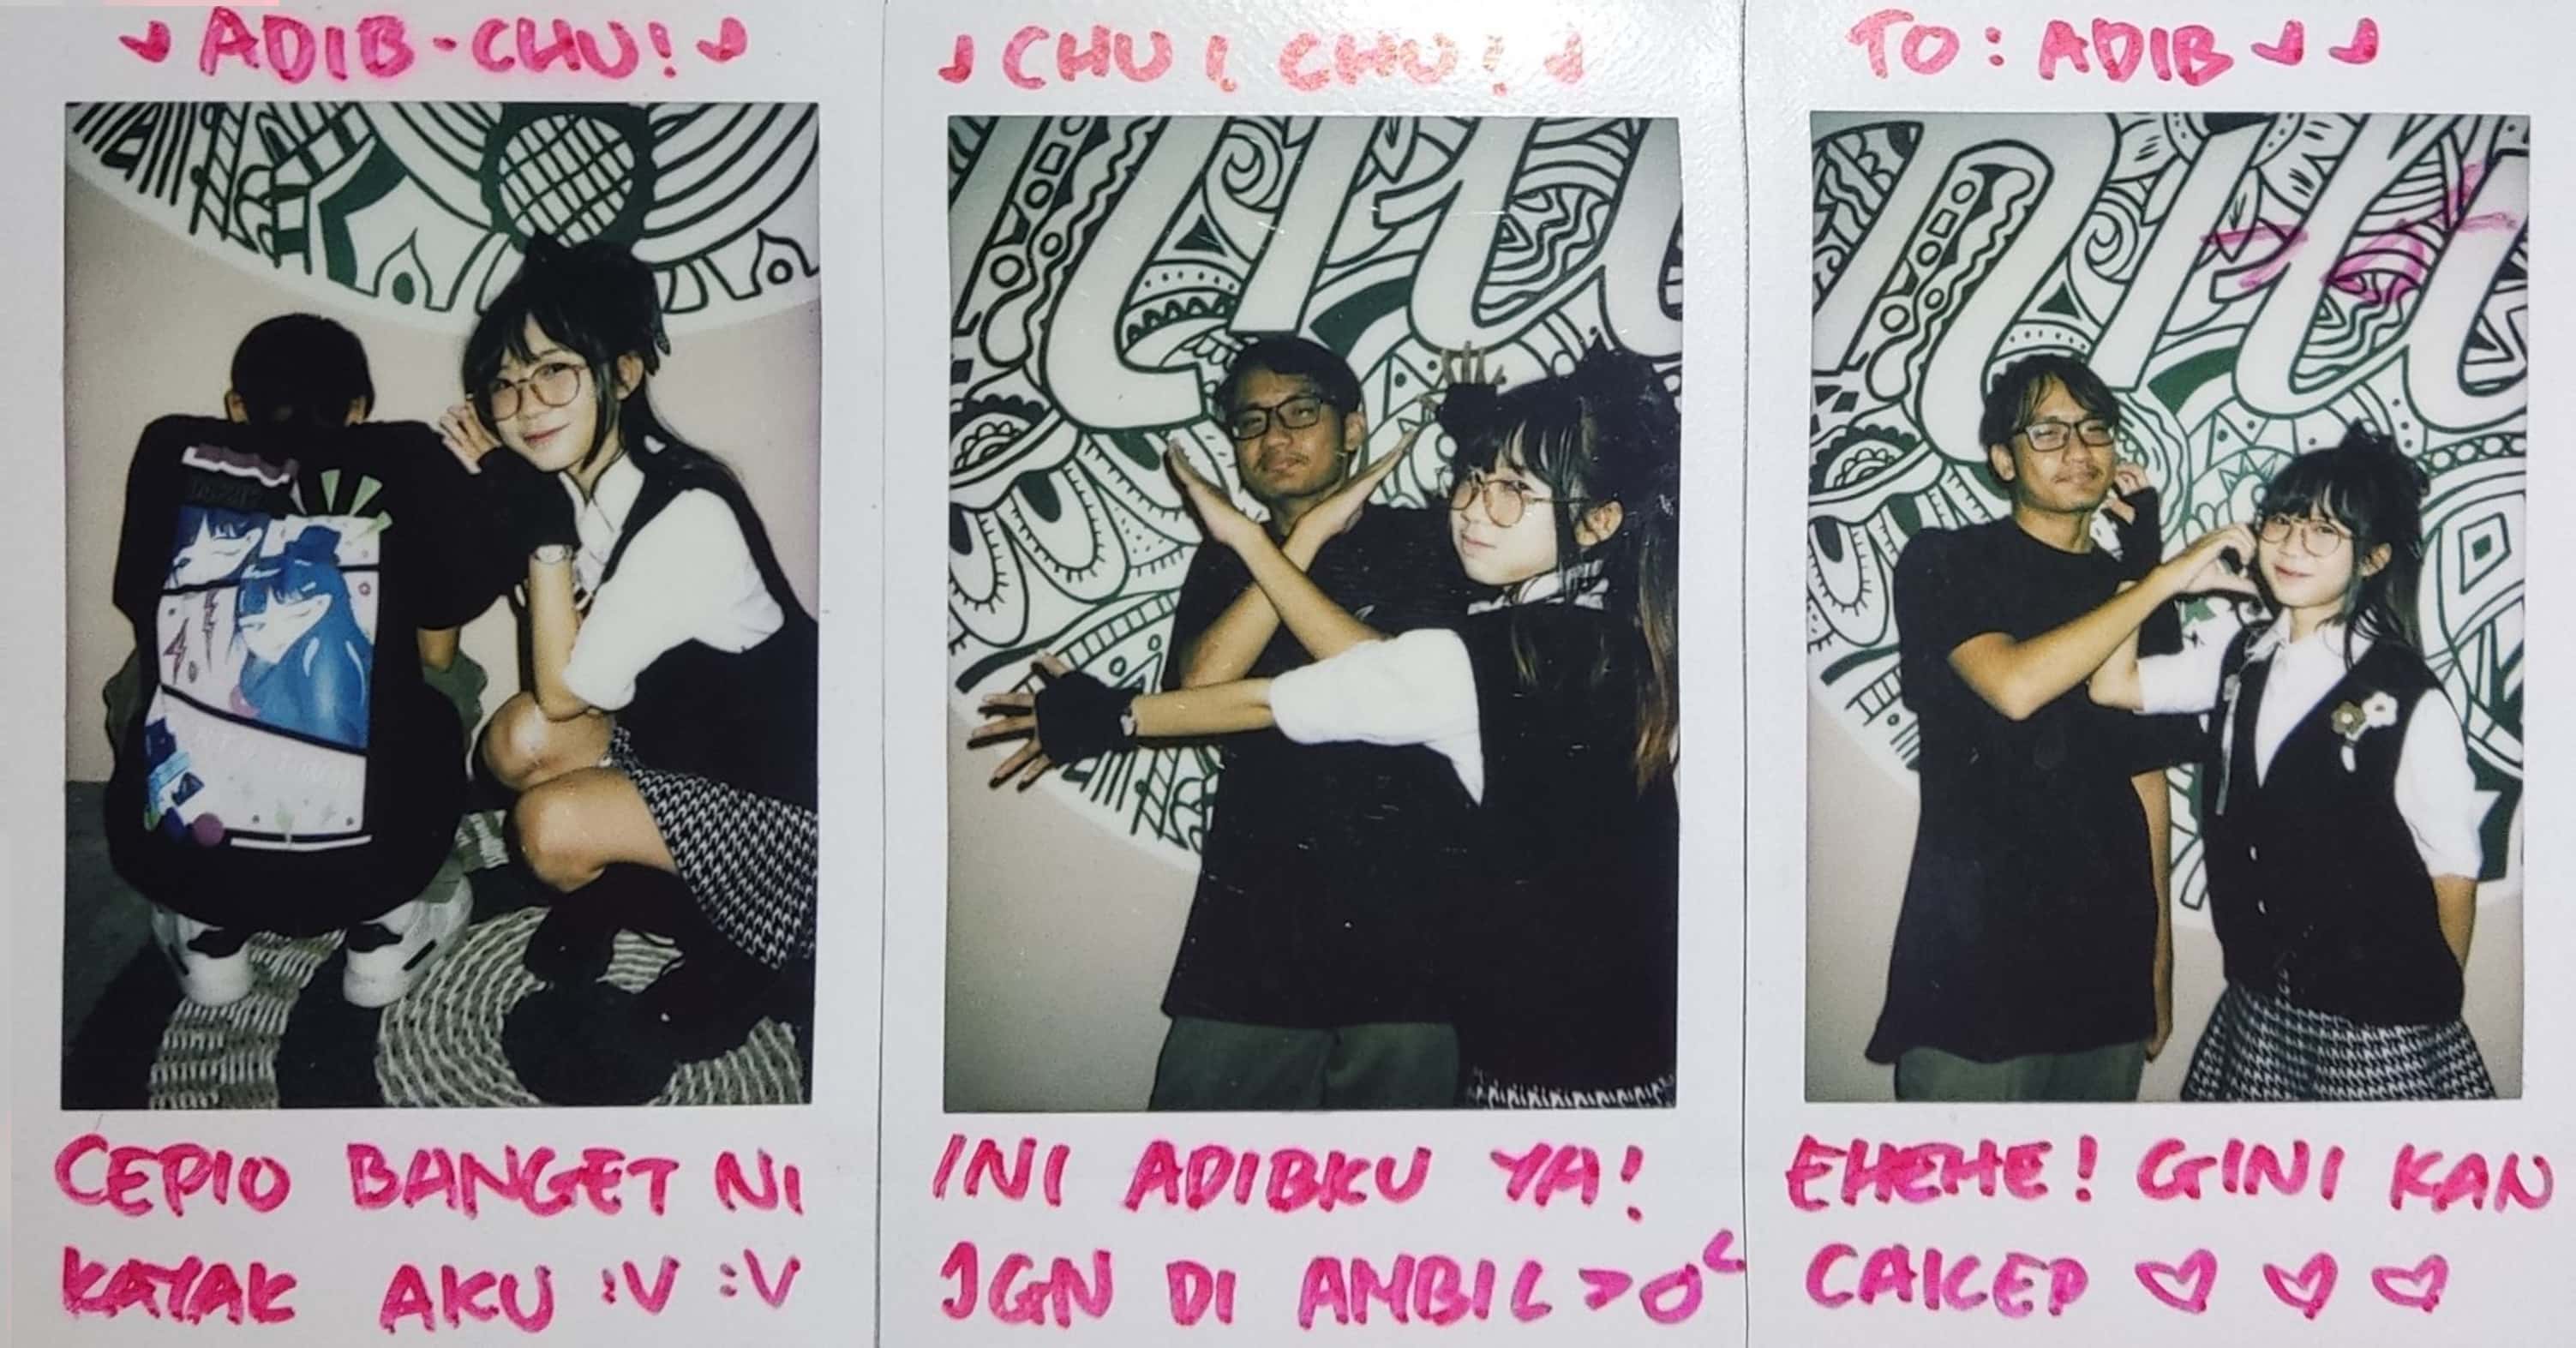 ♪ ADIB-CHU! ♪
CEPIO BANGET NI
KAYAK AKU :V :V
♪ CHU! CHU! ♪
INI ADIBKU YA!
JGN DI AMBIL >o<
TO: ADIB ♪ ♪
EHEHE! GINI KAN
CAKEP ♡ ♡ ♡